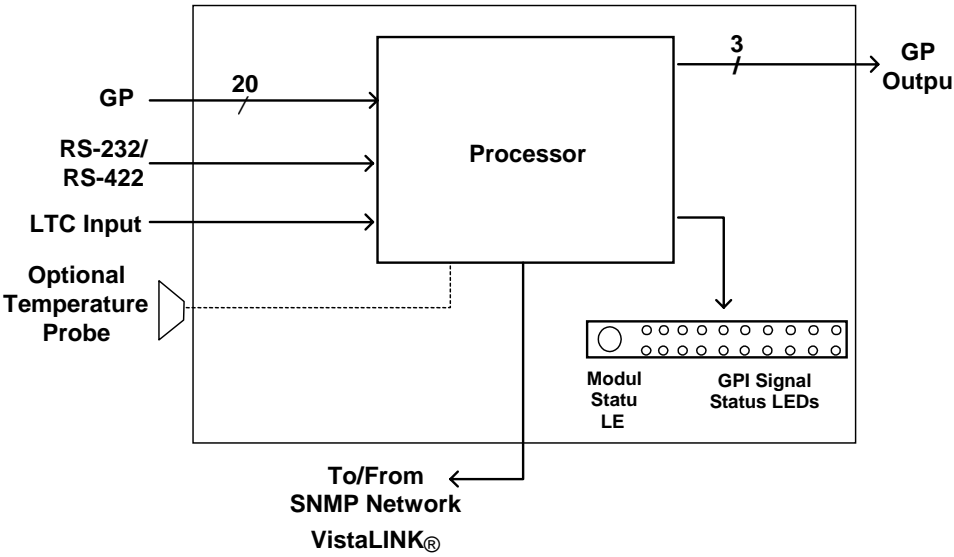 20
GP
RS-232/
RS-422
LTC Input
Optional
Temperature
Probe
Processor
3
GP
Outpu
Modul
Statu
LE
GPI Signal
Status LEDs
To/From
SNMP Network
VistaLINK®